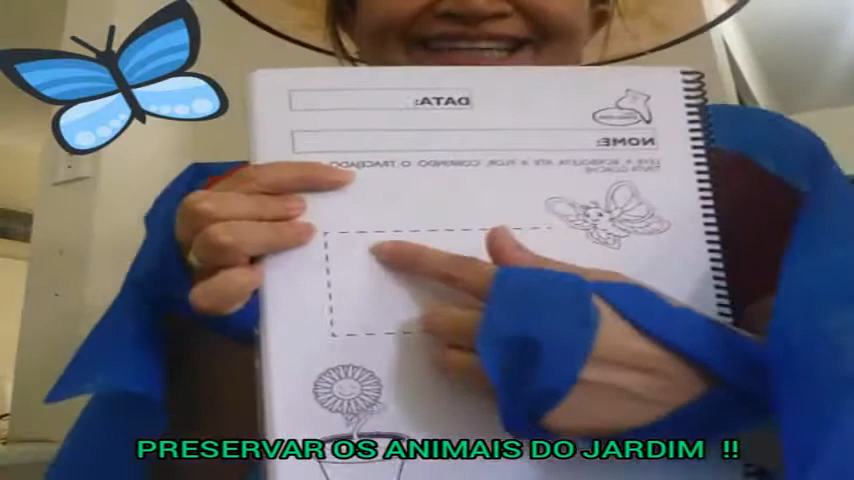 DATA:
NOME:
LEVE A BORBOLETA ATÉ A FLOR, COBRINDO O TRACEJADO
PRESERVAR OS ANIMAIS DO JARDIM !!